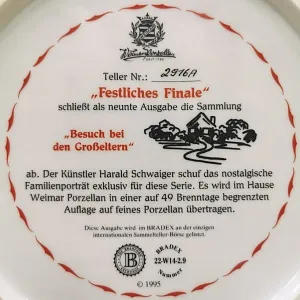 Teller Nr.: 2916A
„Festliches Finale"
schließt als neunte Ausgabe die Sammlung
„Besuch bei
den Großeltern"
ab. Der Künstler Harald Schwaiger schuf das nostalgische
Familienporträt exklusiv für diese Serie. Es wird im Hause
Weimar Porzellan in einer auf 49 Brenntage begrenzten
Auflage auf feines Porzellan übertragen.
Diese Ausgabe wird im BRADEX an der einzigen
internationalen Sammelteller-Börse gelistet.
B
BRADEX
22-W14-2.9
Nummer
© 1995